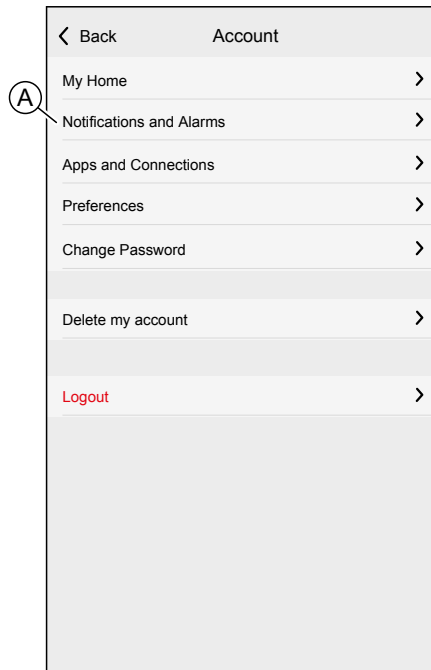 Back Account
My Home
A
Notifications and Alarms
Apps and Connections
Preferences
Change Password
Delete my account
Logout